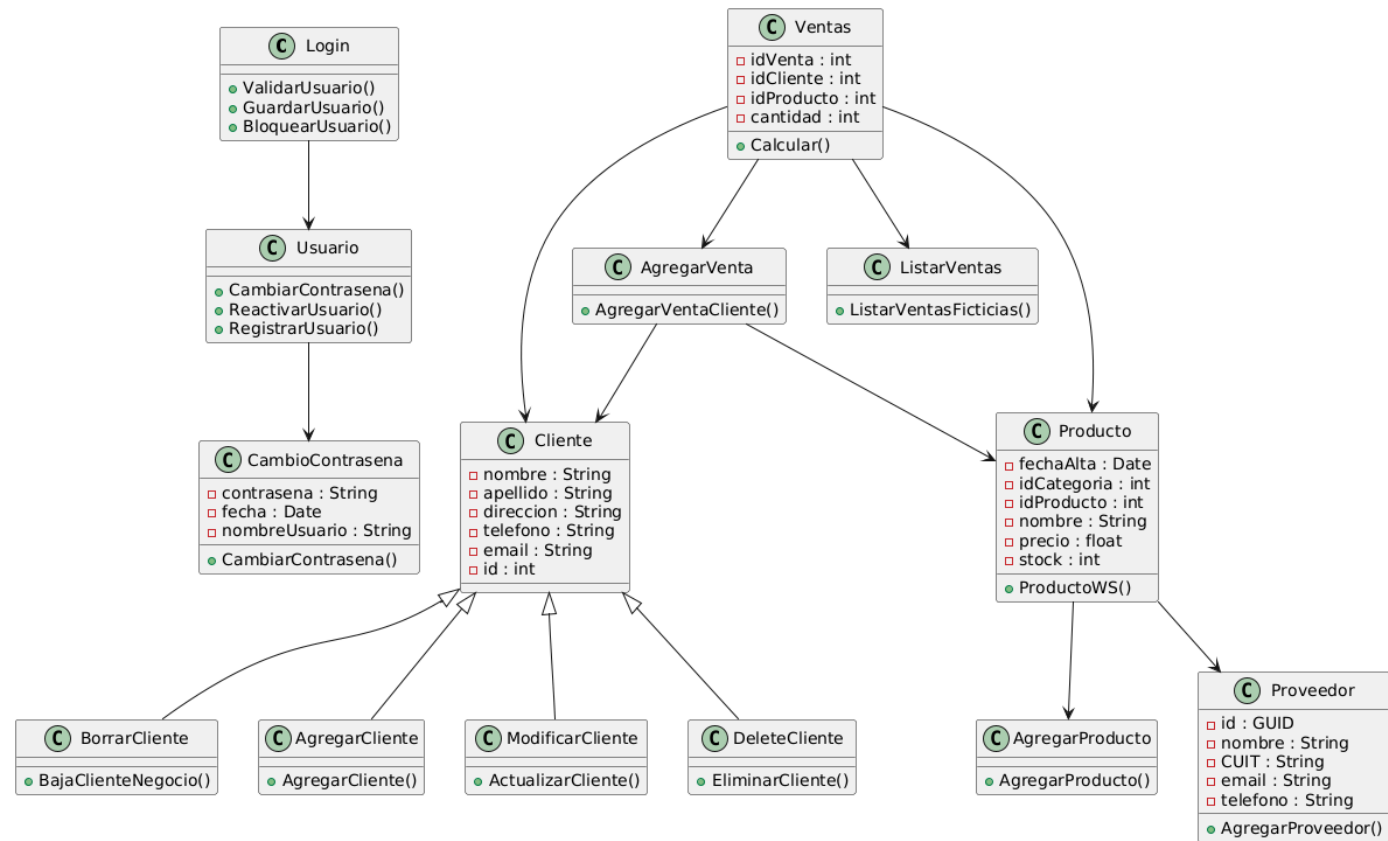 C Login
ValidarUsuario()
GuardarUsuario()
BloquearUsuario()
C Ventas
idVenta : int
idCliente : int
idProducto : int
cantidad : int
Calcular()
C Usuario
CambiarContrasena()
ReactivarUsuario()
RegistrarUsuario()
C AgregarVenta
AgregarVentaCliente()
C ListarVentas
ListarVentasFicticias()
C CambioContrasena
contrasena : String
fecha : Date
nombreUsuario : String
CambiarContrasena()
C Cliente
nombre : String
apellido : String
direccion : String
telefono : String
email : String
id : int
C Producto
fechaAlta : Date
idCategoria : int
idProducto : int
nombre : String
precio : float
stock : int
ProductoWS()
C BorrarCliente
BajaClienteNegocio()
C AgregarCliente
AgregarCliente()
C ModificarCliente
ActualizarCliente()
C DeleteCliente
EliminarCliente()
C AgregarProducto
AgregarProducto()
C Proveedor
id : GUID
nombre : String
CUIT : String
email : String
telefono : String
AgregarProveedor()